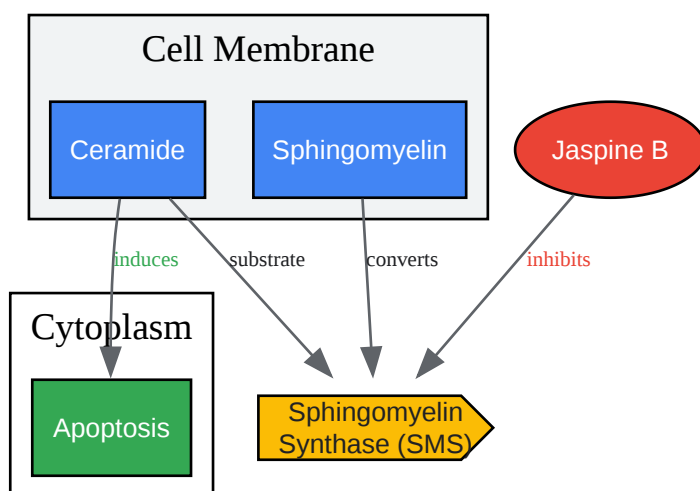 Cell Membrane
Ceramide
Sphingomyelin
Jaspine B
induces
substrate
converts
inhibits
Cytoplasm
Apoptosis
Sphingomyelin
Synthase (SMS)